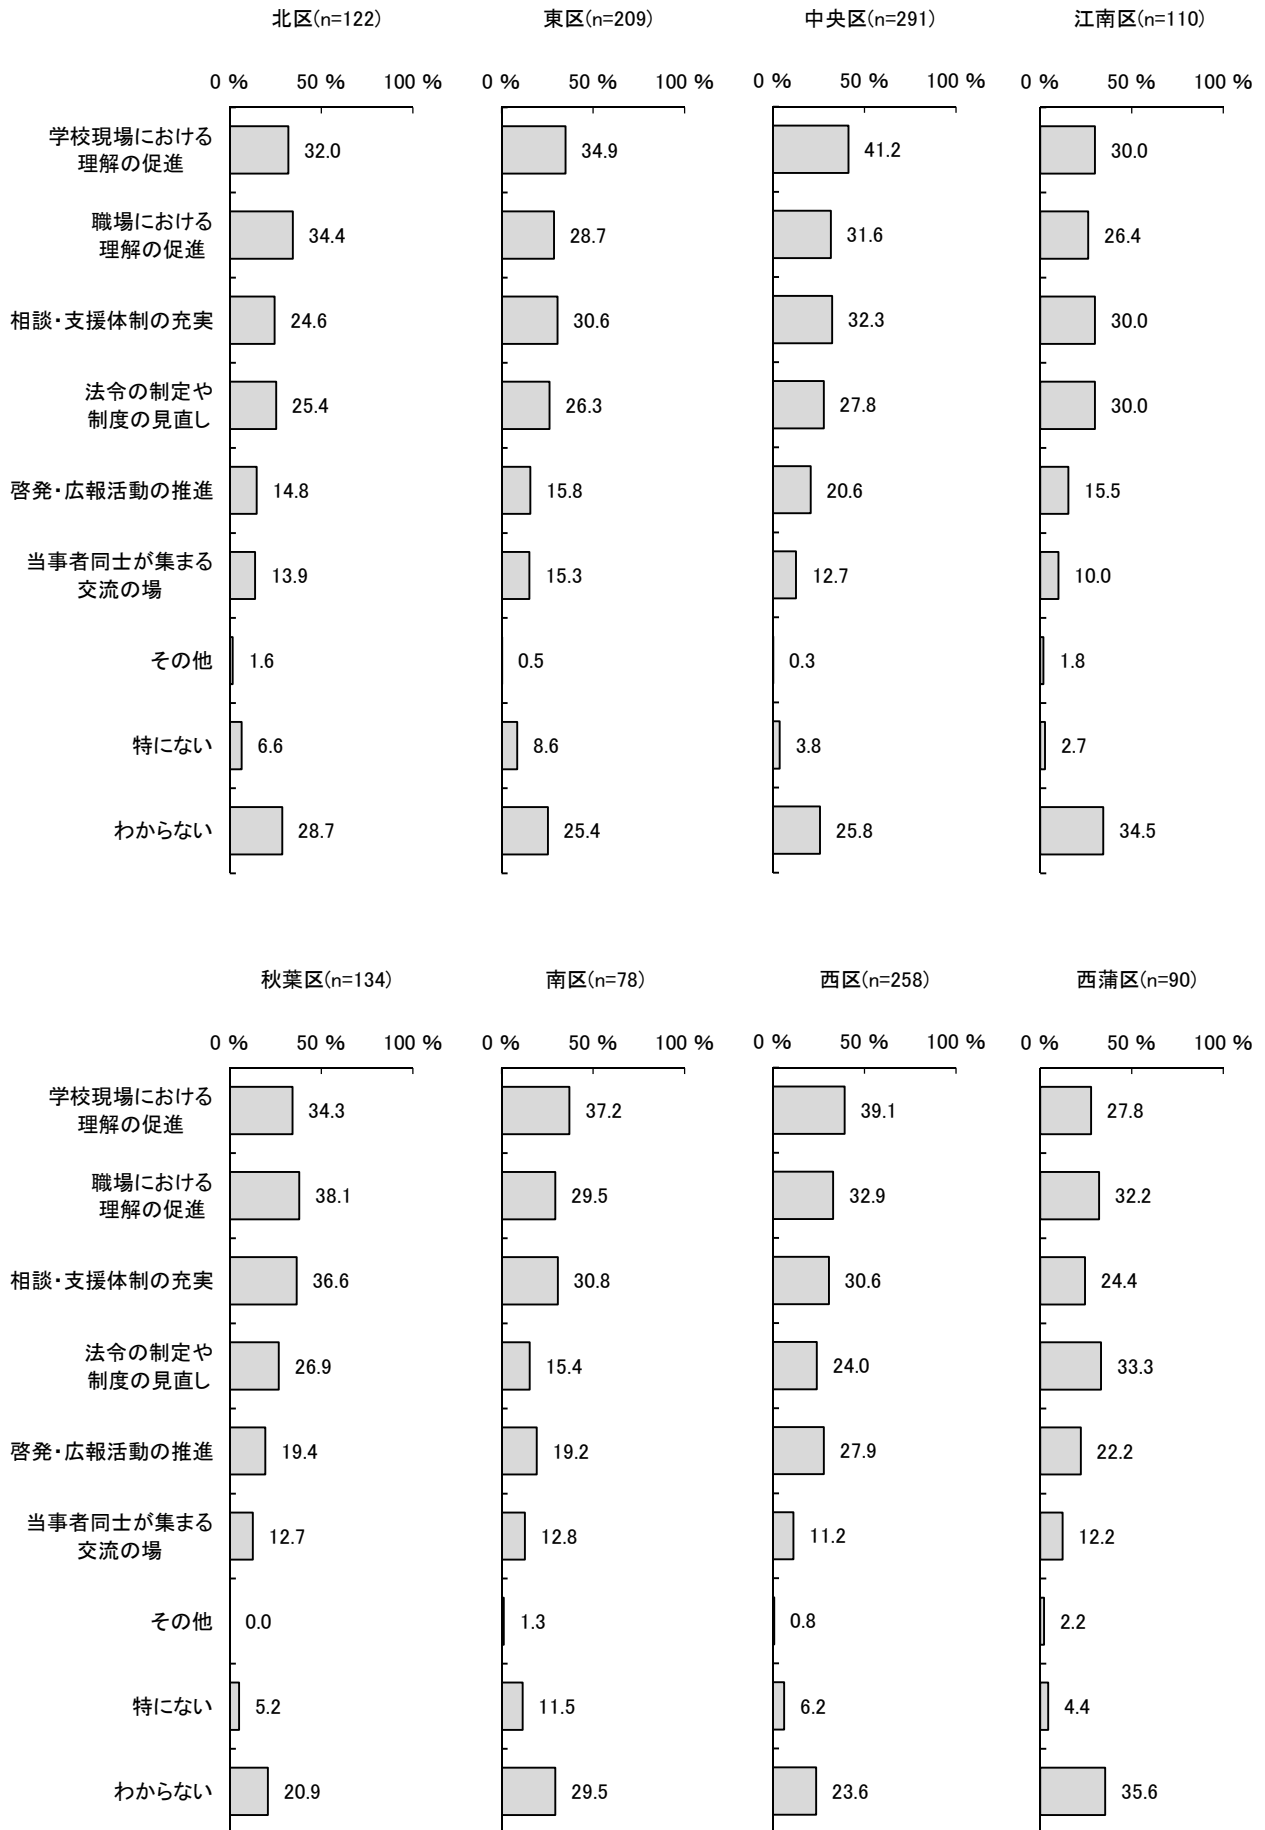 北区(n=122) 東区(n=209) 中央区(n=291) 江南区(n=110)
0 % 50 % 100 % 0 % 50 % 100 % 0 % 50 % 100 % 0 % 50 % 100 %
学校現場における
理解の促進
32.0 34.9 41.2 30.0
職場における
理解の促進
34.4 28.7 31.6 26.4
相談・支援体制の充実 24.6 30.6 32.3 30.0
法令の制定や
制度の見直し
25.4 26.3 27.8 30.0
啓発・広報活動の推進 14.8 15.8 20.6 15.5
当事者同士が集まる
交流の場
13.9 15.3 12.7 10.0
その他 1.6 0.5 0.3 1.8
特にない 6.6 8.6 3.8 2.7
わからない 28.7 25.4 25.8 34.5
秋葉区(n=134) 南区(n=78) 西区(n=258) 西蒲区(n=90)
0 % 50 % 100 % 0 % 50 % 100 % 0 % 50 % 100 % 0 % 50 % 100 %
学校現場における
理解の促進
34.3 37.2 39.1 27.8
職場における
理解の促進
38.1 29.5 32.9 32.2
相談・支援体制の充実 36.6 30.8 30.6 24.4
法令の制定や
制度の見直し
26.9 15.4 24.0 33.3
啓発・広報活動の推進 19.4 19.2 27.9 22.2
当事者同士が集まる
交流の場
12.7 12.8 11.2 12.2
その他 0.0 1.3 0.8 2.2
特にない 5.2 11.5 6.2 4.4
わからない 20.9 29.5 23.6 35.6